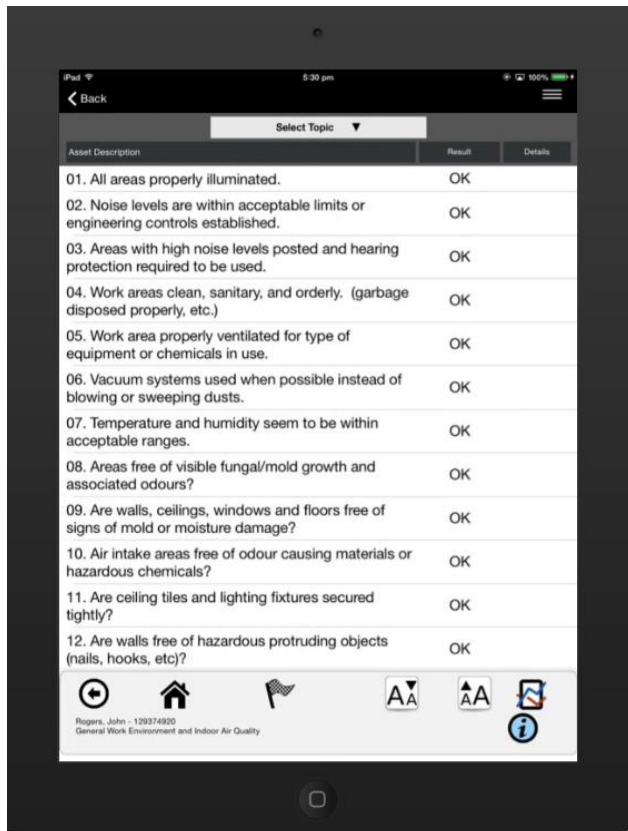 iPad
5:30 pm
100%
Back
Select Topic ▼
Asset Description Result Details
01. All areas properly illuminated. OK
02. Noise levels are within acceptable limits or
engineering controls established. OK
03. Areas with high noise levels posted and hearing
protection required to be used. OK
04. Work areas clean, sanitary, and orderly. (garbage
disposed properly, etc.) OK
05. Work area properly ventilated for type of
equipment or chemicals in use. OK
06. Vacuum systems used when possible instead of
blowing or sweeping dusts. OK
07. Temperature and humidity seem to be within
acceptable ranges. OK
08. Areas free of visible fungal/mold growth and
associated odours? OK
09. Are walls, ceilings, windows and floors free of
signs of mold or moisture damage? OK
10. Air intake areas free of odour causing materials or
hazardous chemicals? OK
11. Are ceiling tiles and lighting fixtures secured
tightly? OK
12. Are walls free of hazardous protruding objects
(nails, hooks, etc)? OK
AA AA
Rogers, John - 129374920
General Work Environment and Indoor Air Quality
i